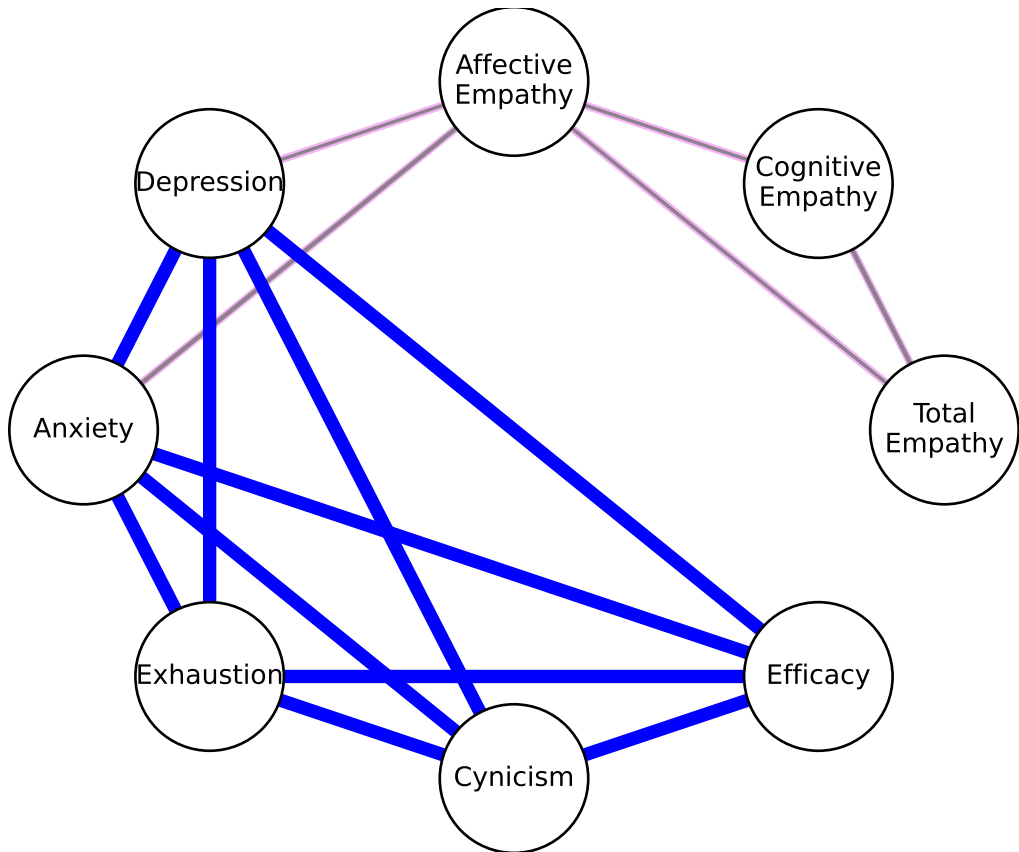 Affective
Empathy
Depression
Cognitive
Empathy
Anxiety
Total
Empathy
Exhaustion
Efficacy
Cynicism